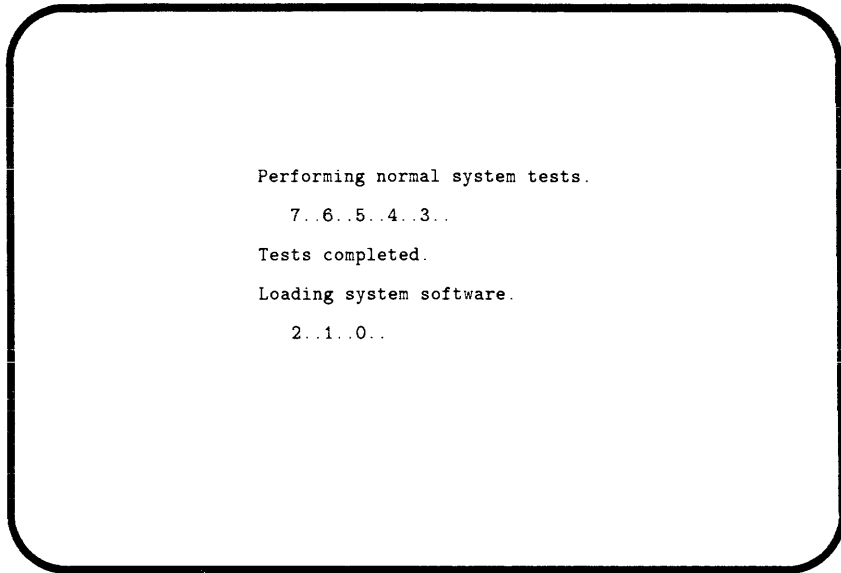 Performing normal system tests.
7..6..5..4..3..
Tests completed.
Loading system software.
2..1..0..